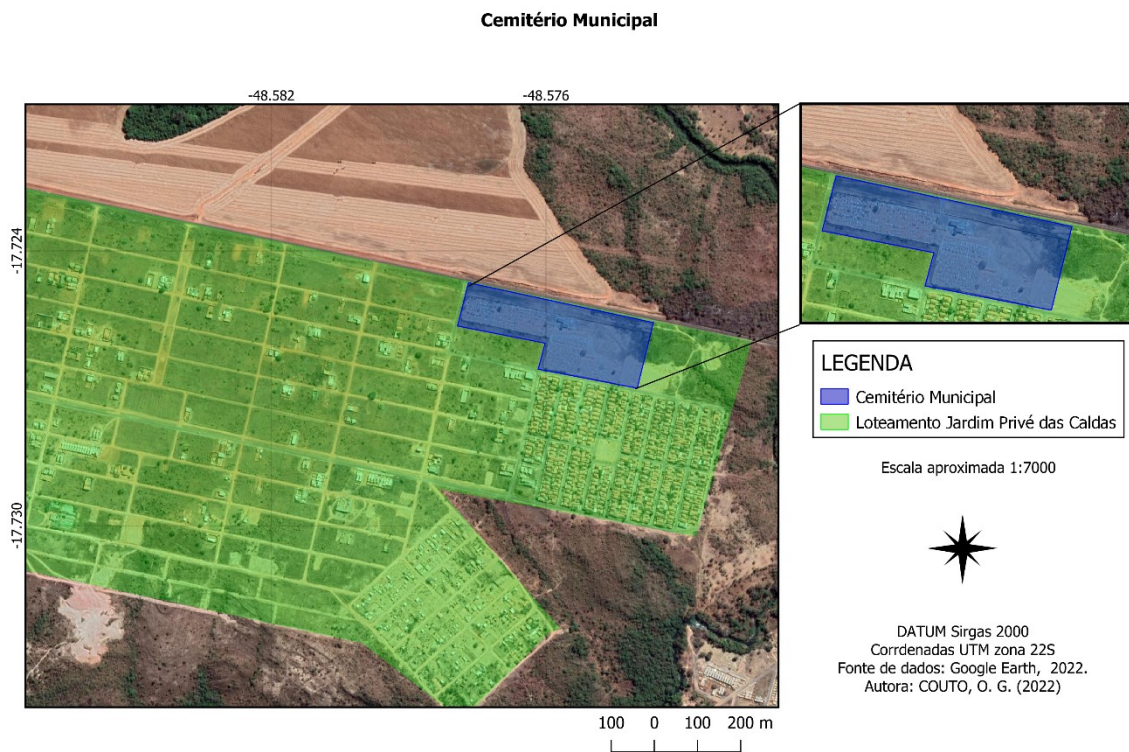 Cemitério Municipal
-48.582
-48.576
-17.724
-17.730
LEGENDA
Cemitério Municipal
Loteamento Jardim Privé das Caldas
Escala aproximada 1:7000
DATUM Sirgas 2000
Corrdenadas UTM zona 22S
Fonte de dados: Google Earth, 2022.
Autora: COUTO, O. G. (2022)
100 0 100 200 m